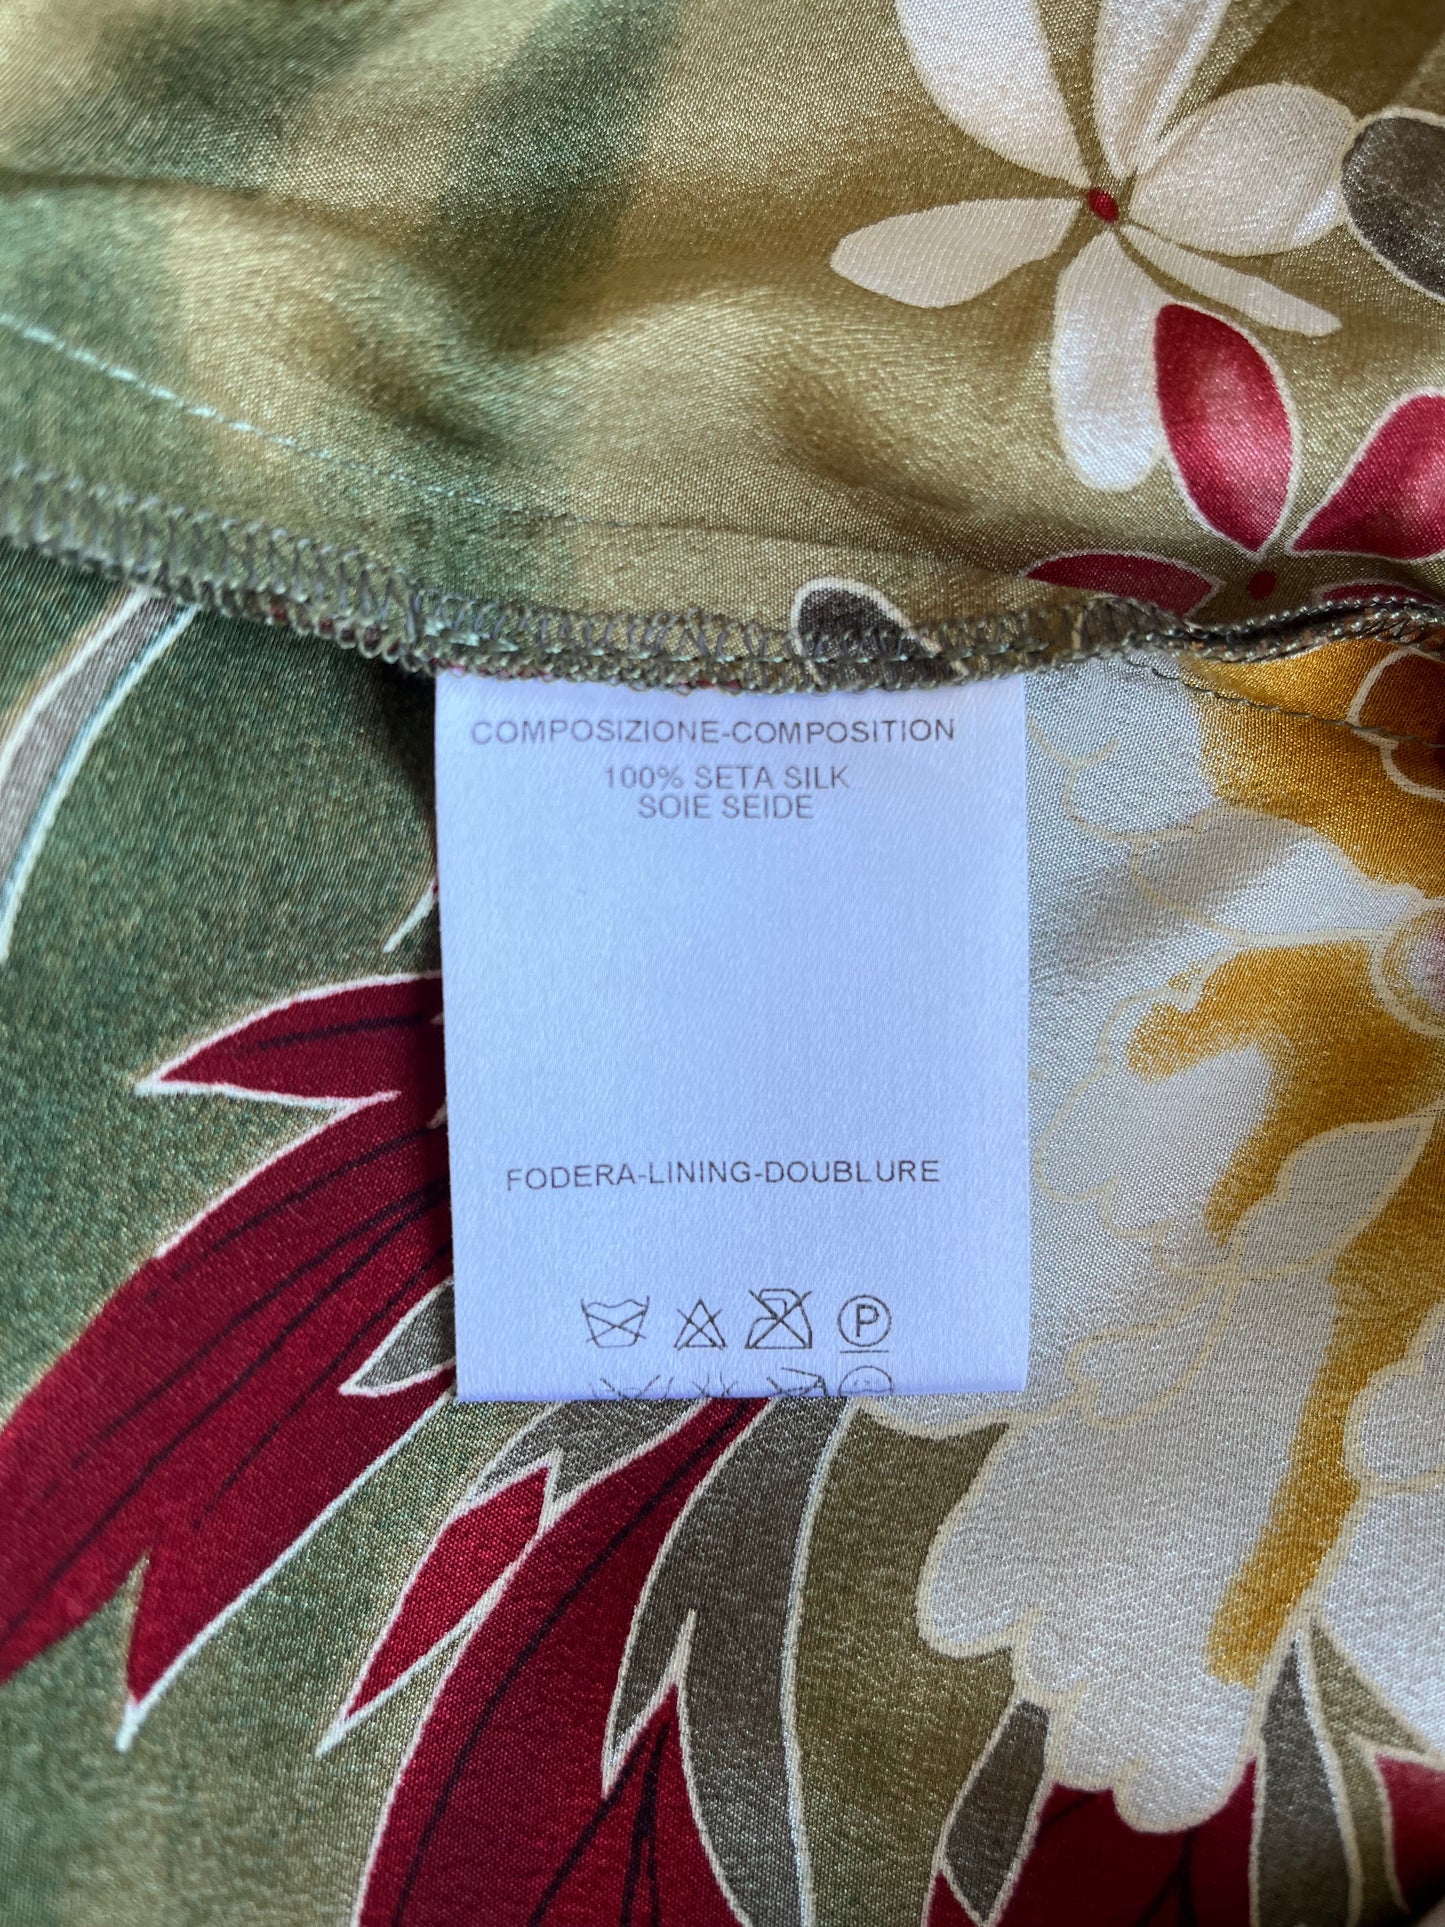 COMPOSIZIONE-COMPOSITION
100% SETA SILK
SOIE SEIDE
FODERA-LINING-DOUBLURE
P